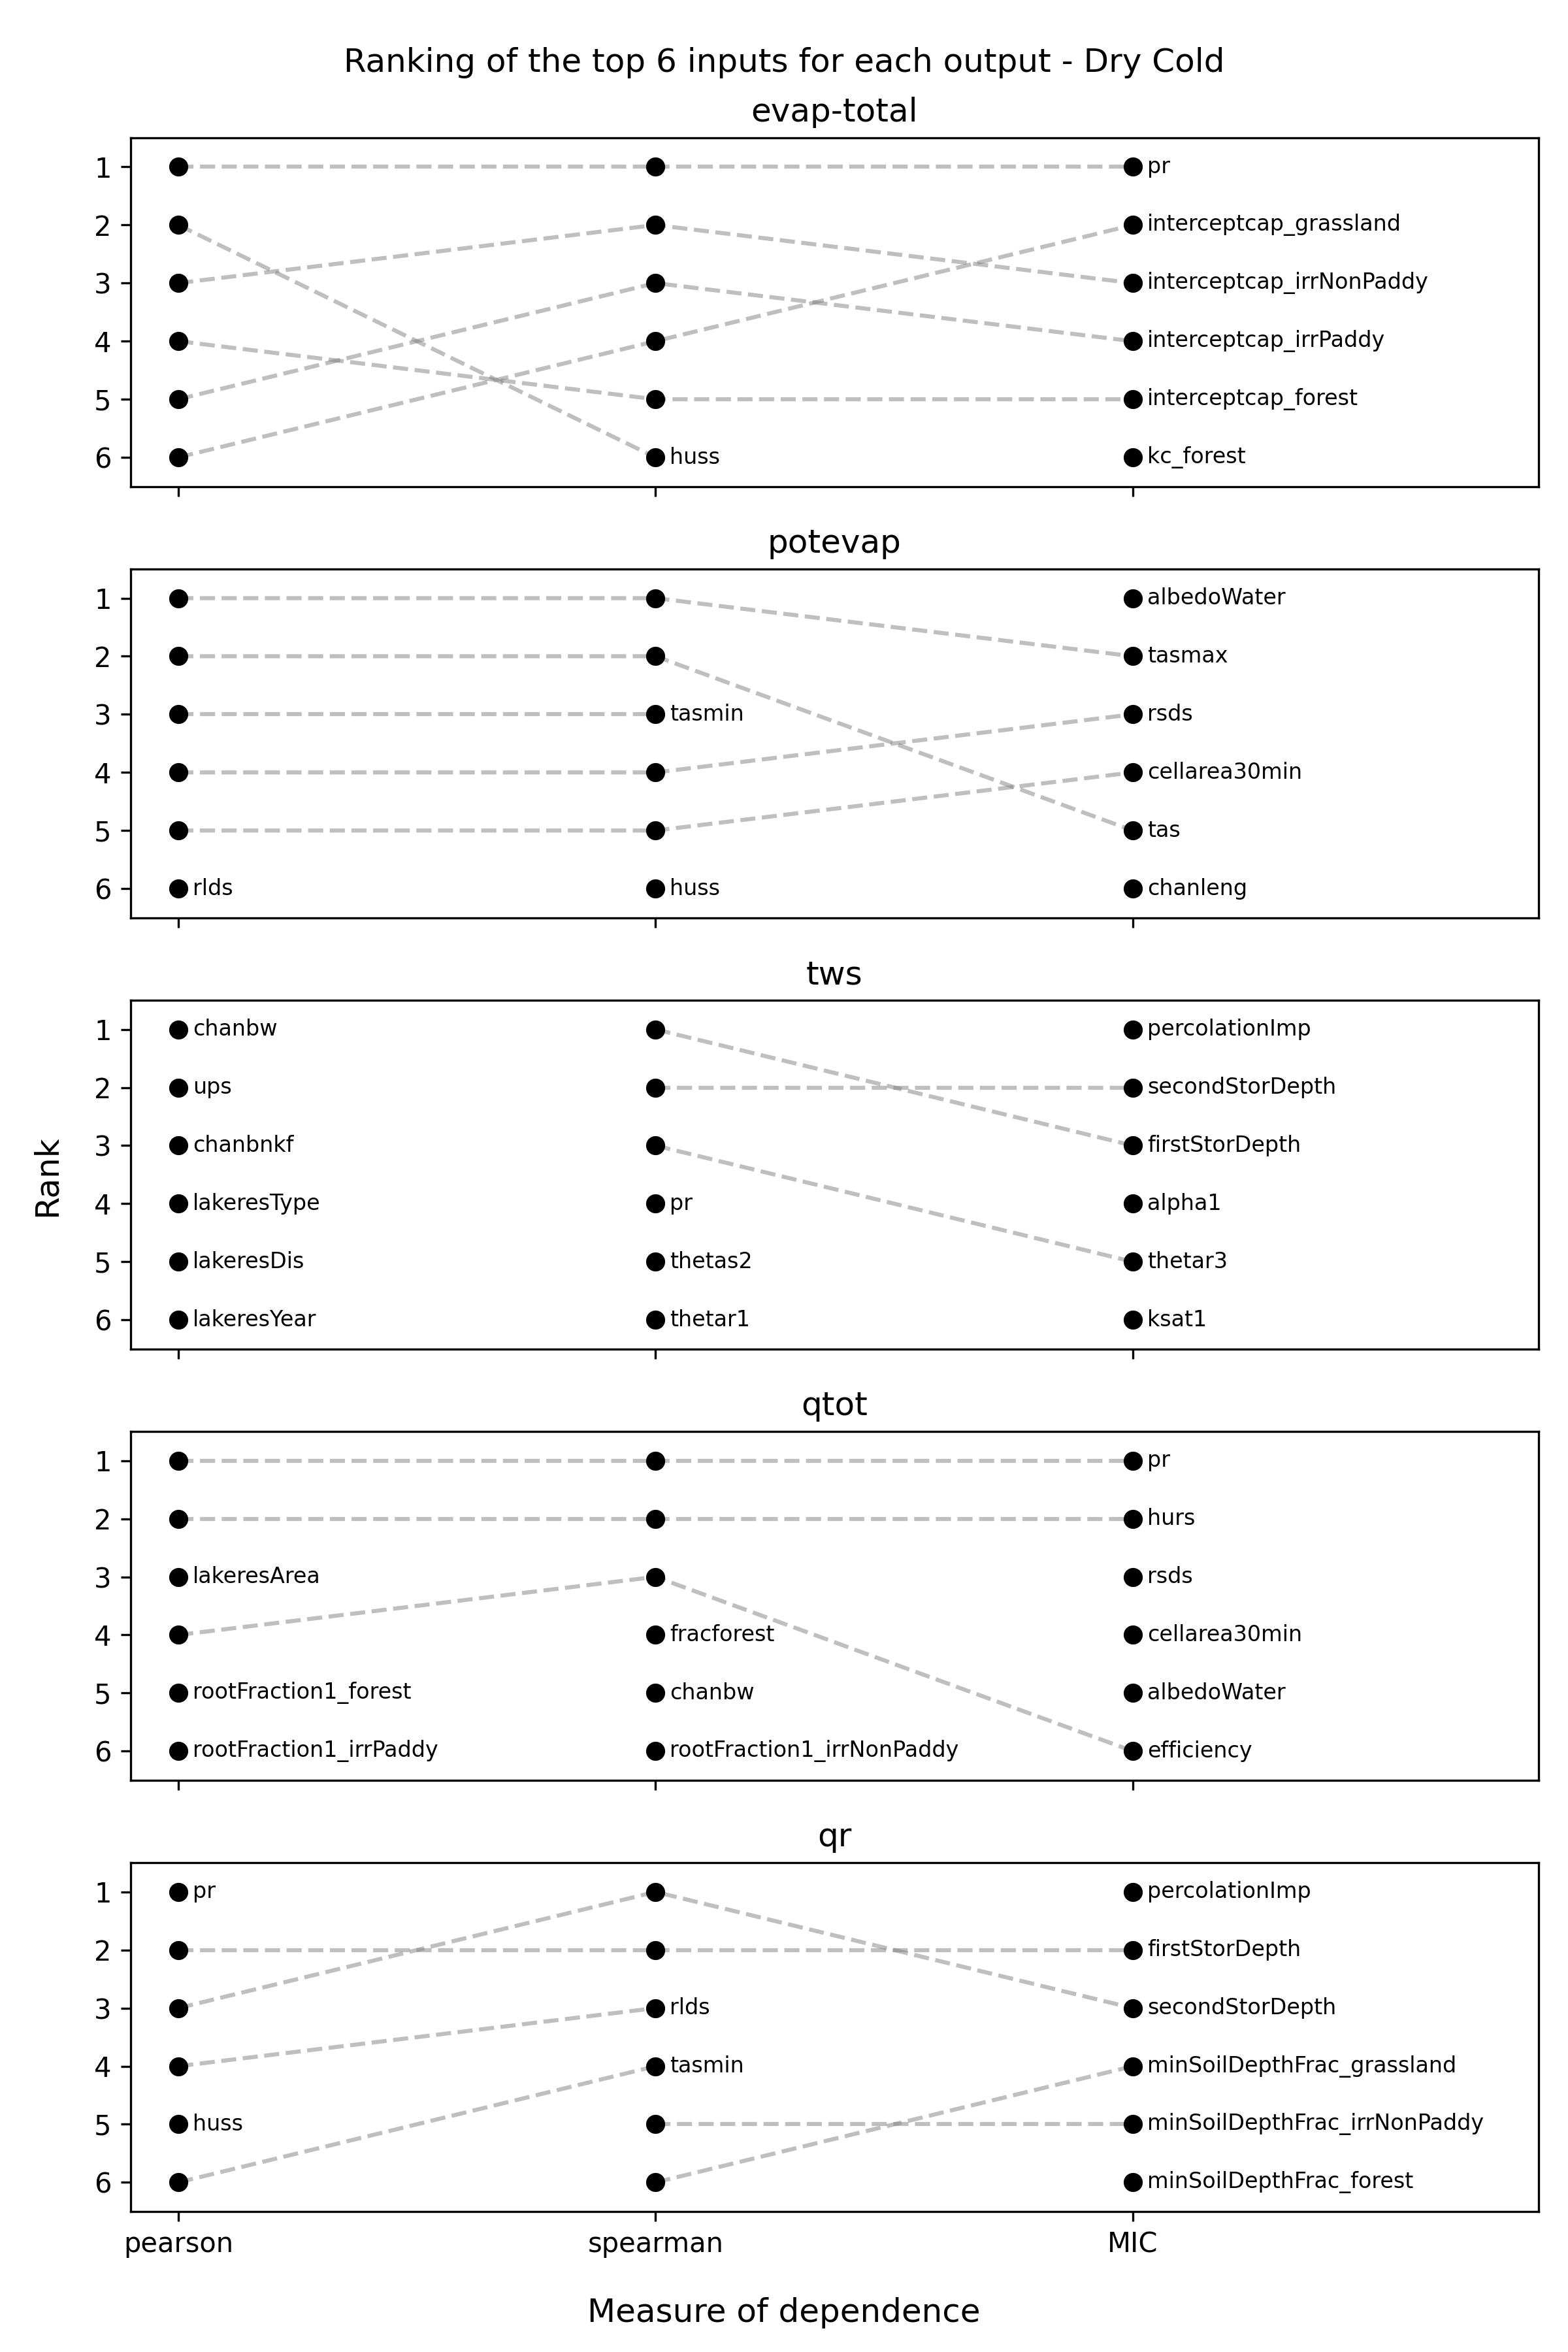 Ranking of the top 6 inputs for each output - Dry Cold
evap-total
1 pr
2 interceptcap_grassland
3 interceptcap_irrNonPaddy
4 interceptcap_irrPaddy
5 interceptcap_forest
6 huss kc_forest
potevap
1 albedoWater
2 tasmax
3 tasmin rsds
4 cellarea30min
5 tas
6 rlds huss chanleng
tws
1 chanbw percolationImp
2 ups secondStorDepth
3 chanbnkf firstStorDepth
4 lakeresType pr alpha1
5 lakeresDis thetas2 thetar3
6 lakeresYear thetar1 ksat1
Rank
qtot
1 pr
2 hurs
3 lakeresArea rsds
4 fracforest cellarea30min
5 rootFraction1_forest chanbw albedoWater
6 rootFraction1_irrPaddy rootFraction1_irrNonPaddy efficiency
qr
1 pr percolationImp
2 firstStorDepth
3 rlds secondStorDepth
4 tasmin minSoilDepthFrac_grassland
5 huss minSoilDepthFrac_irrNonPaddy
6 minSoilDepthFrac_forest
pearson spearman MIC
Measure of dependence